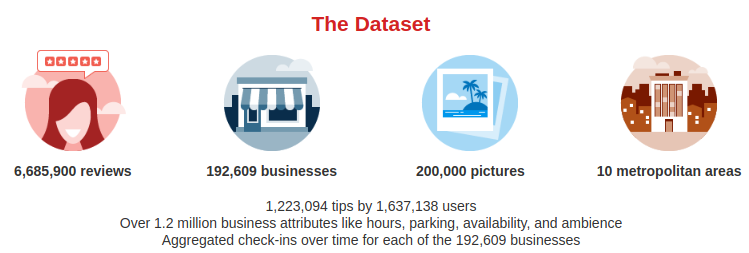 The Dataset
6,685,900 reviews
192,609 businesses
200,000 pictures
10 metropolitan areas
1,223,094 tips by 1,637,138 users
Over 1.2 million business attributes like hours, parking, availability, and ambience
Aggregated check-ins over time for each of the 192,609 businesses